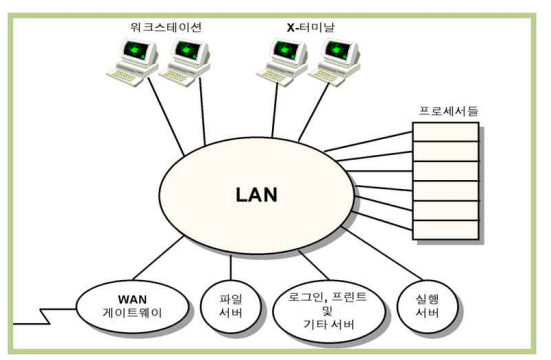 워크스테이션
X-터미날
프로세서들
LAN
WAN
게이트웨이
파일
서버
로그인, 프린트
및
기타 서버
실행
서버